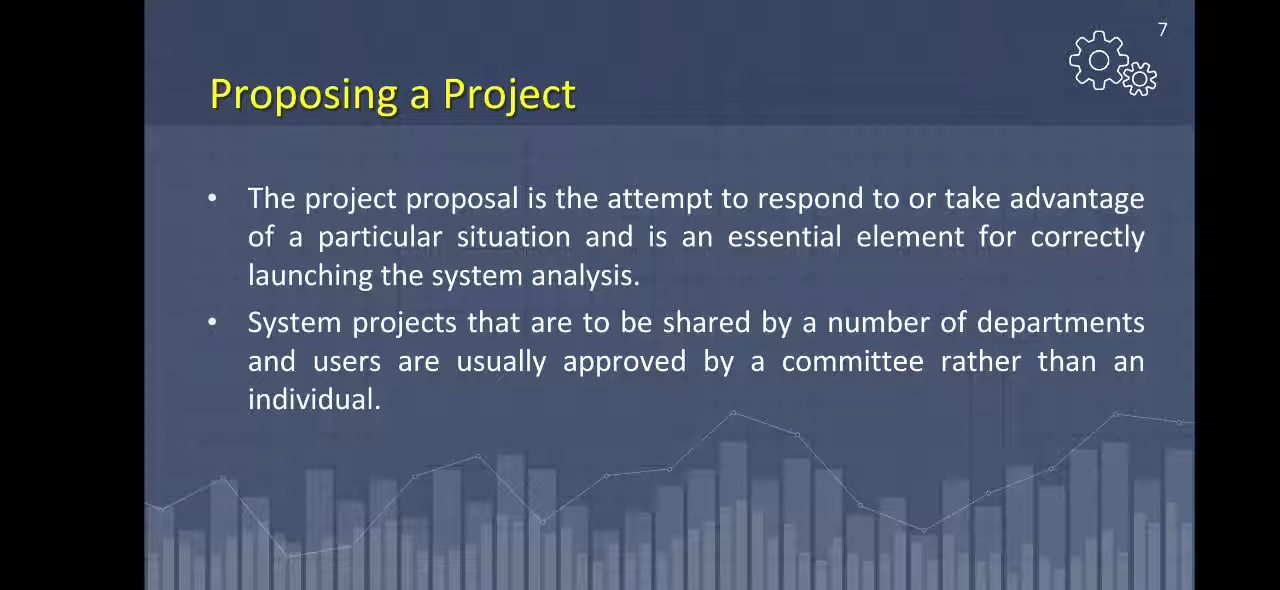 7
Proposing a Project
• The project proposal is the attempt to respond to or take advantage
of a particular situation and is an essential element for correctly
launching the system analysis.
• System projects that are to be shared by a number of departments
and users are usually approved by a committee rather than an
individual.